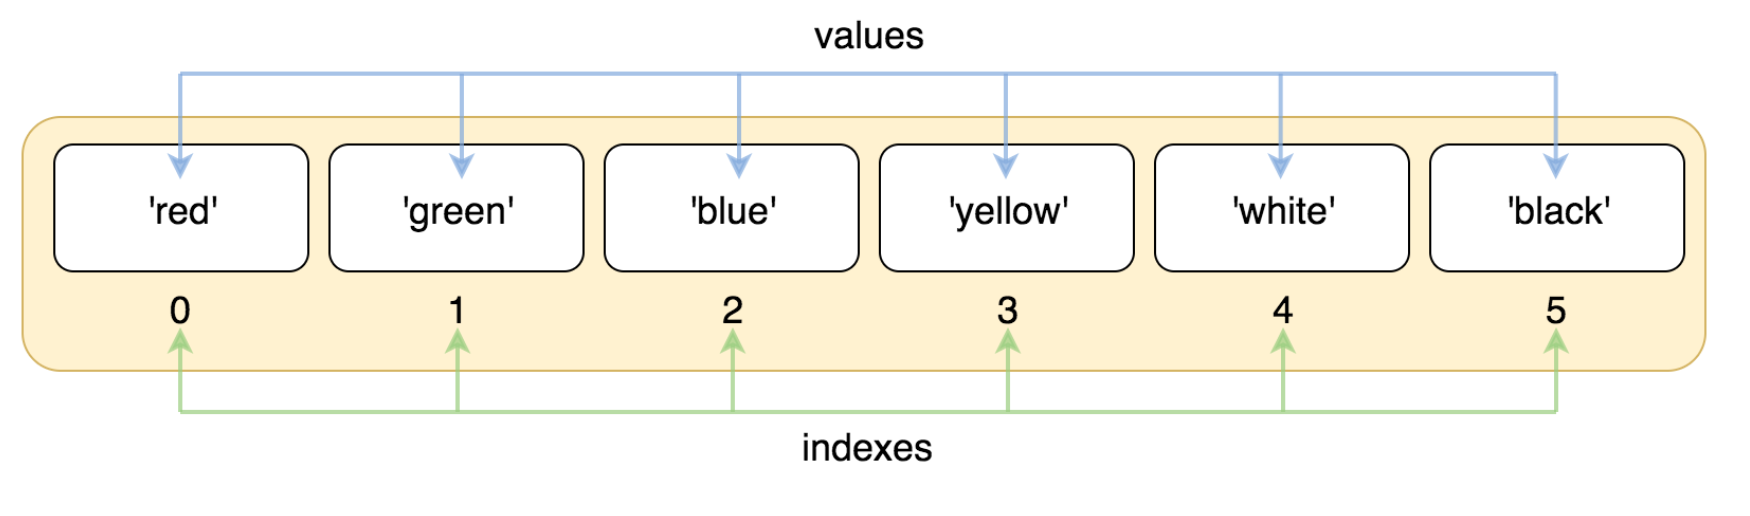 values
'red' 'green' 'blue' 'yellow' 'white' 'black'
0 1 2 3 4 5
indexes